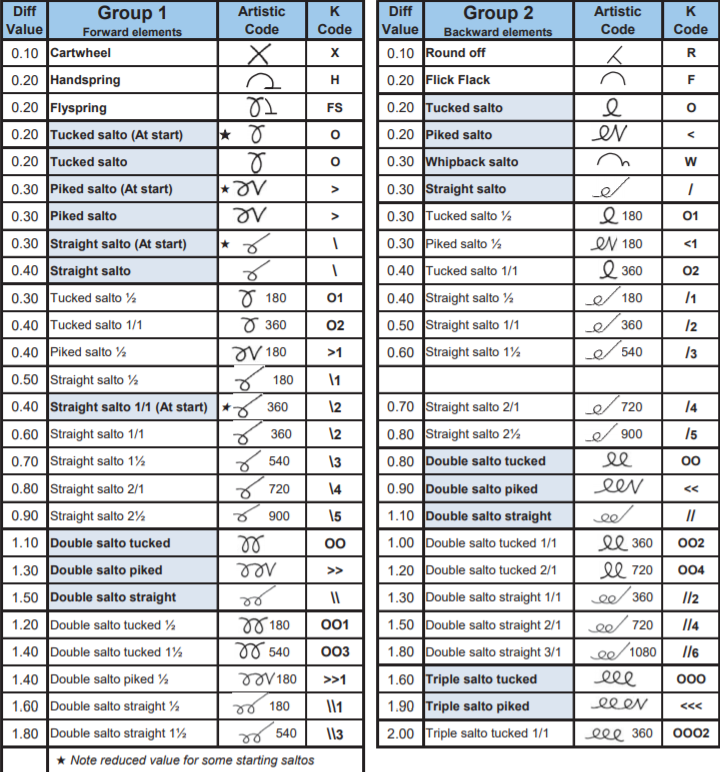 Diff Value Group 1 Forward elements Artistic Code K Code
0.10 Cartwheel X
0.20 Handspring H
0.20 Flyspring FS
0.20 Tucked salto (At start) ★ O
0.20 Tucked salto O
0.30 Piked salto (At start) ★ >
0.30 Piked salto >
0.30 Straight salto (At start) ★ \
0.40 Straight salto \
0.30 Tucked salto ½ 180 O1
0.40 Tucked salto 1/1 360 O2
0.40 Piked salto ½ 180 >1
0.50 Straight salto ½ 180 \1
0.40 Straight salto 1/1 (At start) ★ 360 \2
0.60 Straight salto 1/1 360 \2
0.70 Straight salto 1½ 540 \3
0.80 Straight salto 2/1 720 \4
0.90 Straight salto 2½ 900 \5
1.10 Double salto tucked OO
1.30 Double salto piked >>
1.50 Double salto straight \\
1.20 Double salto tucked ½ 180 OO1
1.40 Double salto tucked 1½ 540 OO3
1.40 Double salto piked ½ 180 >>1
1.60 Double salto straight ½ 180 \\1
1.80 Double salto straight 1½ 540 \\3
★ Note reduced value for some starting saltos
Diff Value Group 2 Backward elements Artistic Code K Code
0.10 Round off R
0.20 Flick Flack F
0.20 Tucked salto O
0.20 Piked salto <
0.30 Whipback salto W
0.30 Straight salto /
0.30 Tucked salto ½ 180 O1
0.30 Piked salto ½ 180 <1
0.40 Tucked salto 1/1 360 O2
0.40 Straight salto ½ 180 /1
0.50 Straight salto 1/1 360 /2
0.60 Straight salto 1½ 540 /3
0.70 Straight salto 2/1 720 /4
0.80 Straight salto 2½ 900 /5
0.80 Double salto tucked OO
0.90 Double salto piked <<
1.10 Double salto straight //
1.00 Double salto tucked 1/1 360 OO2
1.20 Double salto tucked 2/1 720 OO4
1.30 Double salto straight 1/1 360 //2
1.50 Double salto straight 2/1 720 //4
1.80 Double salto straight 3/1 1080 //6
1.60 Triple salto tucked OOO
1.90 Triple salto piked <<<
2.00 Triple salto tucked 1/1 360 OOO2